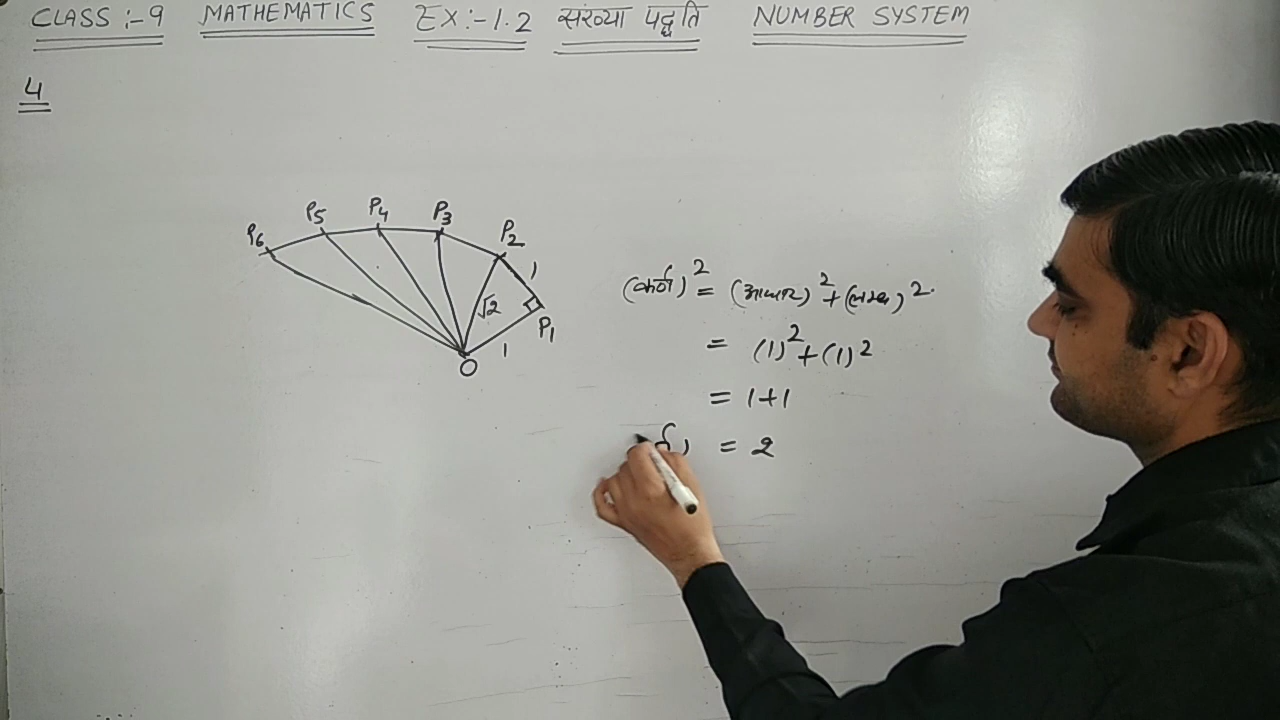 CLASS :- 9 MATHEMATICS EX:- 1.2 संख्या पद्धति NUMBER SYSTEM
4
P6 P5 P4 P3 P2
1
√2
P1
1
O
(कर्ण)² = (आधार)² + (लम्ब)²
= (1)² + (1)²
= 1+1
= 2